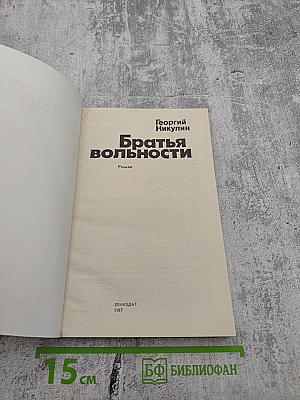 Георгий
Никулин
Братья
вольности
Роман
ЛЕНИЗДАТ
1987
15 см
БФ БИБЛИОФАН